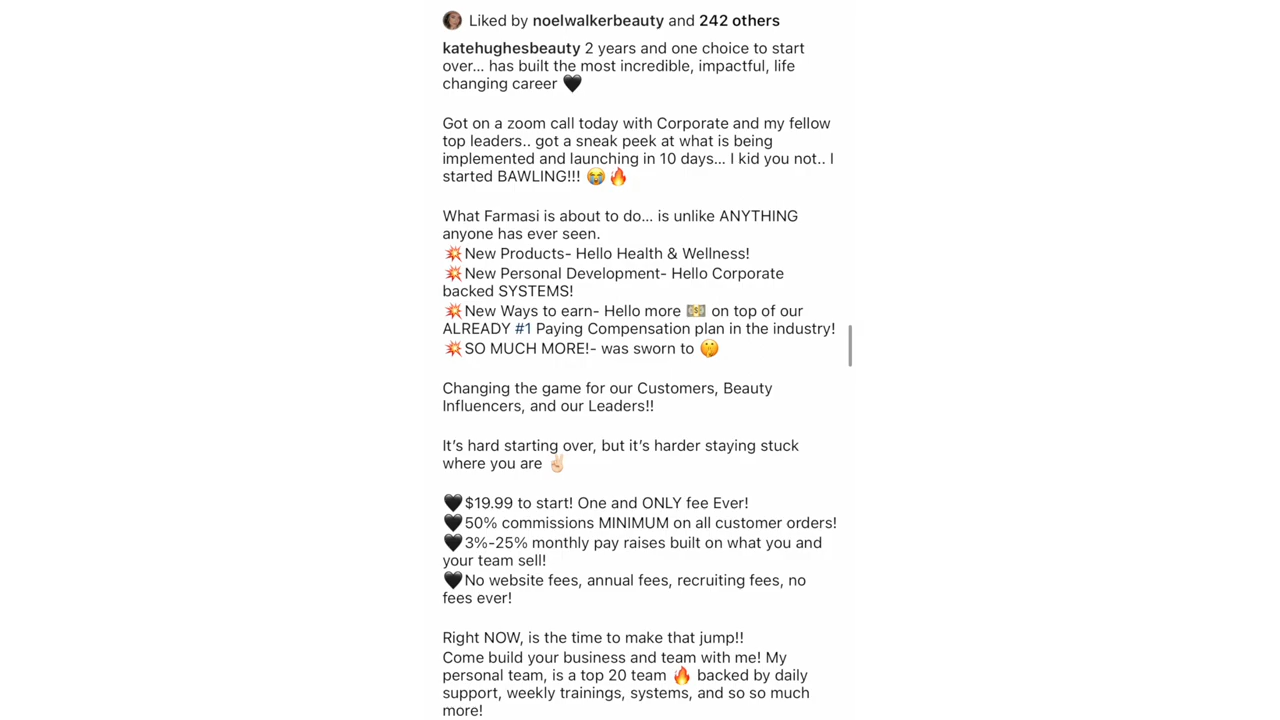 Liked by noelwalkerbeauty and 242 others
katehughesbeauty 2 years and one choice to start
over... has built the most incredible, impactful, life
changing career 🖤
Got on a zoom call today with Corporate and my fellow
top leaders.. got a sneak peek at what is being
implemented and launching in 10 days... I kid you not.. I
started BAWLING!!! 😭🔥
What Farmasi is about to do... is unlike ANYTHING
anyone has ever seen.
💥New Products- Hello Health & Wellness!
💥New Personal Development- Hello Corporate
backed SYSTEMS!
💥New Ways to earn- Hello more 💵 on top of our
ALREADY #1 Paying Compensation plan in the industry!
💥SO MUCH MORE!- was sworn to 🤫
Changing the game for our Customers, Beauty
Influencers, and our Leaders!!
It's hard starting over, but it's harder staying stuck
where you are ✌🏻
🖤$19.99 to start! One and ONLY fee Ever!
🖤50% commissions MINIMUM on all customer orders!
🖤3%-25% monthly pay raises built on what you and
your team sell!
🖤No website fees, annual fees, recruiting fees, no
fees ever!
Right NOW, is the time to make that jump!!
Come build your business and team with me! My
personal team, is a top 20 team 🔥 backed by daily
support, weekly trainings, systems, and so so much
more!